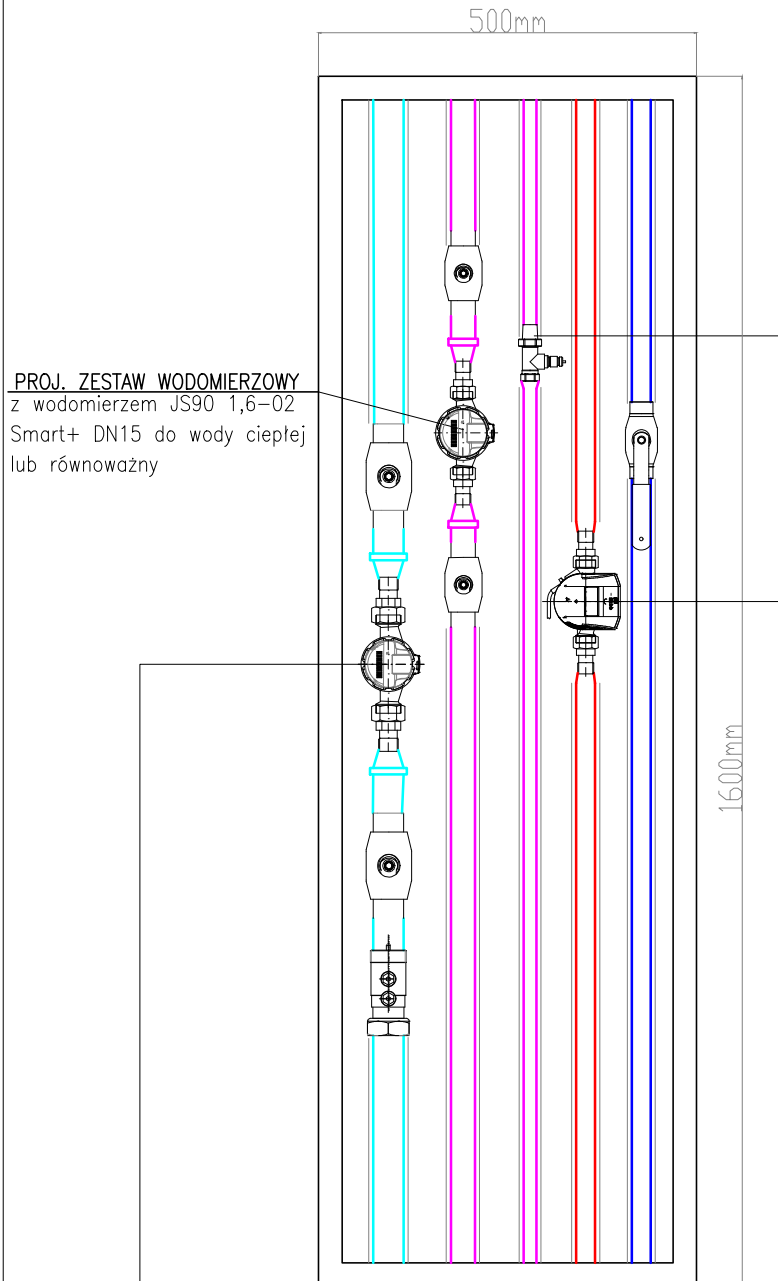 500mm
PROJ. ZESTAW WODOMIERZOWY
z wodomierzem JS90 1,6-02
Smart+ DN15 do wody ciepłej
lub równoważny
1600mm